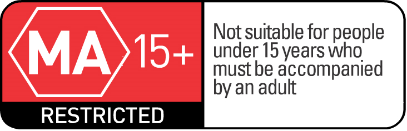 MA 15+
RESTRICTED
Not suitable for people
under 15 years who
must be accompanied
by an adult